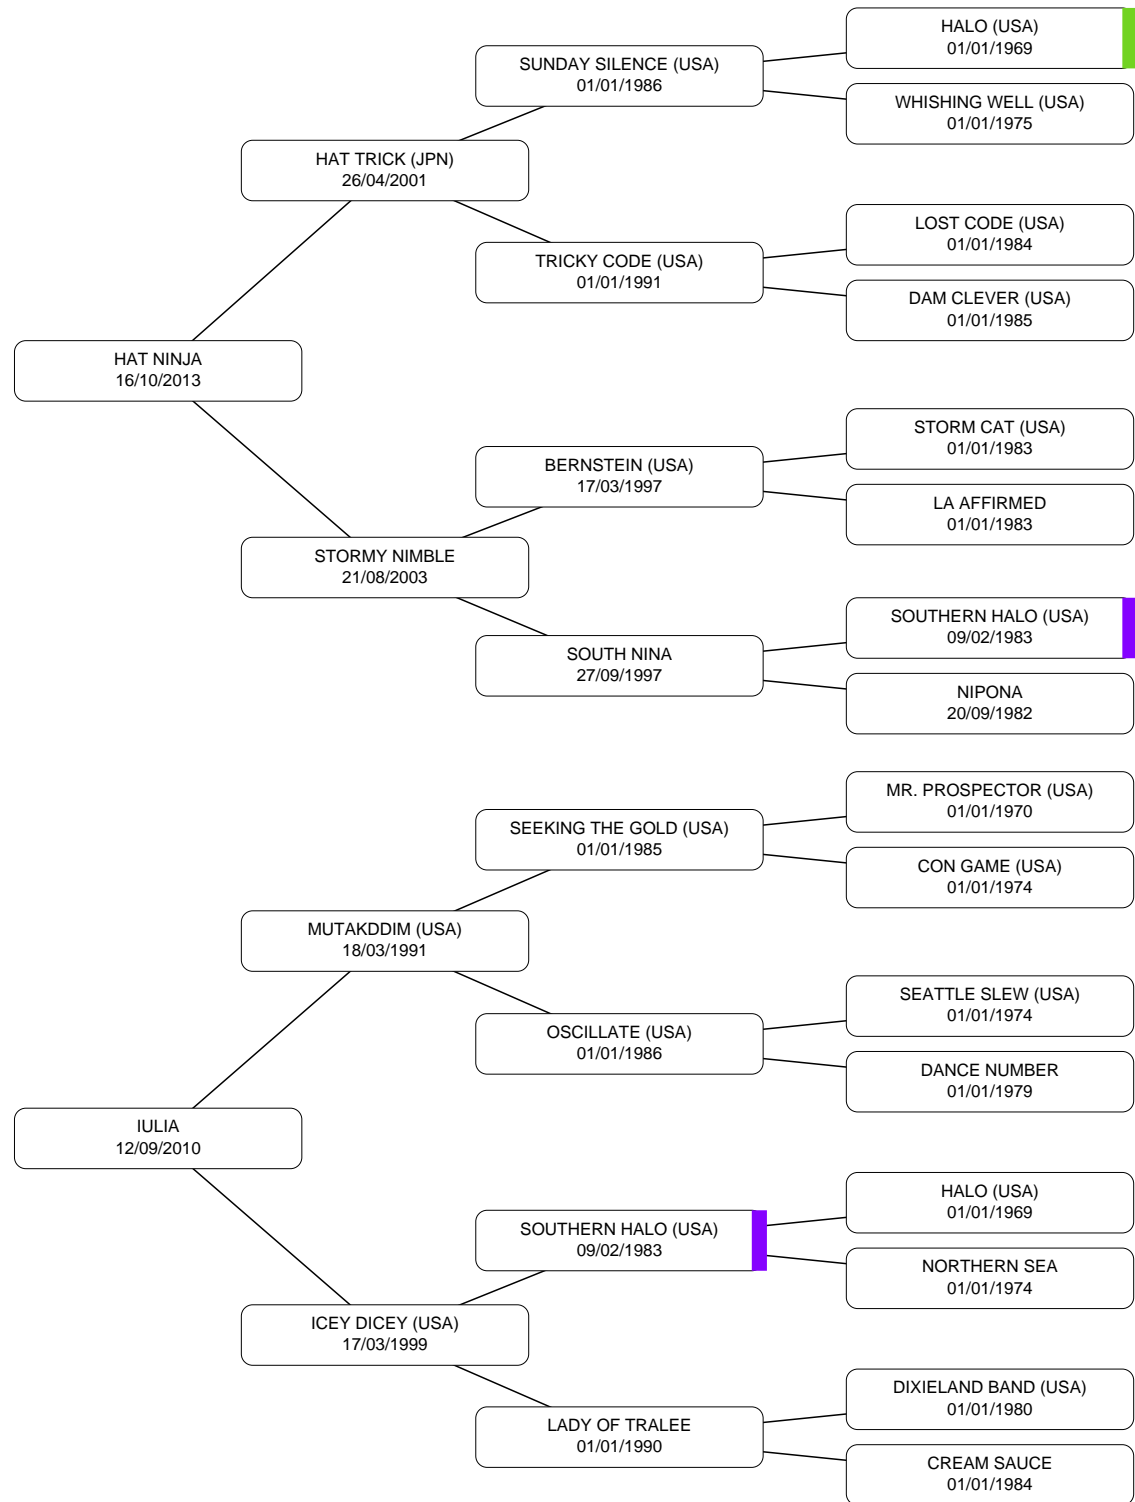 HALO (USA)
01/01/1969
SUNDAY SILENCE (USA)
01/01/1986
WHISHING WELL (USA)
01/01/1975
HAT TRICK (JPN)
26/04/2001
LOST CODE (USA)
01/01/1984
TRICKY CODE (USA)
01/01/1991
DAM CLEVER (USA)
01/01/1985
HAT NINJA
16/10/2013
STORM CAT (USA)
01/01/1983
BERNSTEIN (USA)
17/03/1997
LA AFFIRMED
01/01/1983
STORMY NIMBLE
21/08/2003
SOUTHERN HALO (USA)
09/02/1983
SOUTH NINA
27/09/1997
NIPONA
20/09/1982
MR. PROSPECTOR (USA)
01/01/1970
SEEKING THE GOLD (USA)
01/01/1985
CON GAME (USA)
01/01/1974
MUTAKDDIM (USA)
18/03/1991
SEATTLE SLEW (USA)
01/01/1974
OSCILLATE (USA)
01/01/1986
DANCE NUMBER
01/01/1979
IULIA
12/09/2010
HALO (USA)
01/01/1969
SOUTHERN HALO (USA)
09/02/1983
NORTHERN SEA
01/01/1974
ICEY DICEY (USA)
17/03/1999
DIXIELAND BAND (USA)
01/01/1980
LADY OF TRALEE
01/01/1990
CREAM SAUCE
01/01/1984